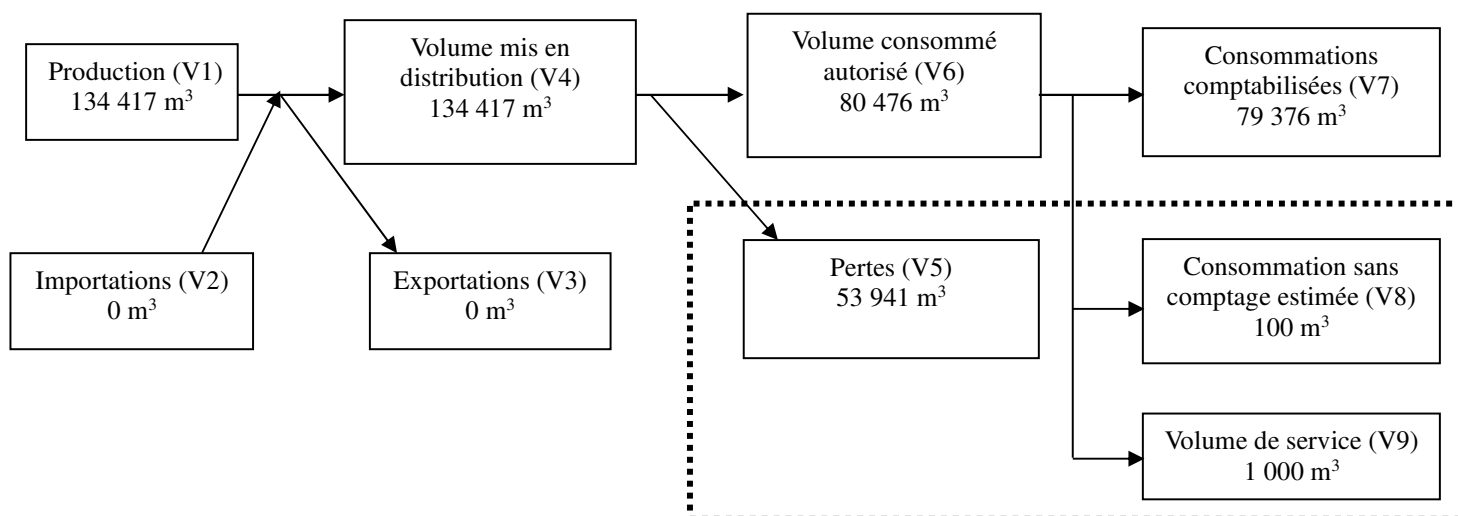 Production (V1)
134 417 m³
Volume mis en
distribution (V4)
134 417 m³
Volume consommé
autorisé (V6)
80 476 m³
Consommations
comptabilisées (V7)
79 376 m³
Importations (V2)
0 m³
Exportations (V3)
0 m³
Pertes (V5)
53 941 m³
Consommation sans
comptage estimée (V8)
100 m³
Volume de service (V9)
1 000 m³